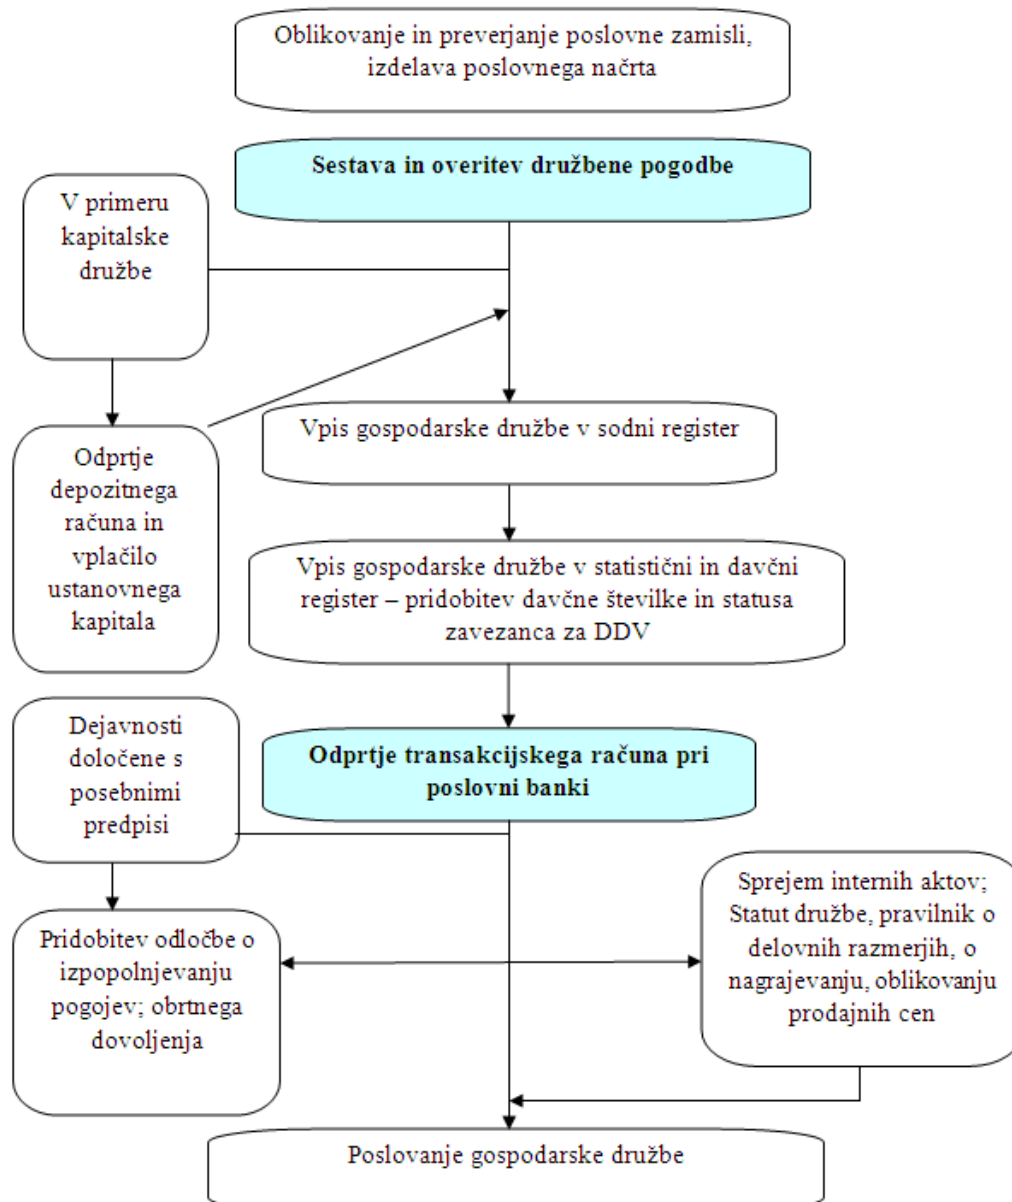 Oblikovanje in preverjanje poslovne zamisli,
izdelava poslovnega načrta
Sestava in overitev družbene pogodbe
V primeru
kapitalske
družbe
Odprtje
depozitnega
računa in
vplačilo
ustanovnega
kapitala
Vpis gospodarske družbe v sodni register
Vpis gospodarske družbe v statistični in davčni
register – pridobitev davčne številke in statusa
zavezanca za DDV
Odprtje transakcijskega računa pri
poslovni banki
Dejavnosti
določene s
posebnimi
predpisi
Pridobitev odločbe o
izpopolnjevanju
pogojev; obrtnega
dovoljenja
Sprejem internih aktov;
Statut družbe, pravilnik o
delovnih razmerjih, o
nagrajevanju, oblikovanju
prodajnih cen
Poslovanje gospodarske družbe